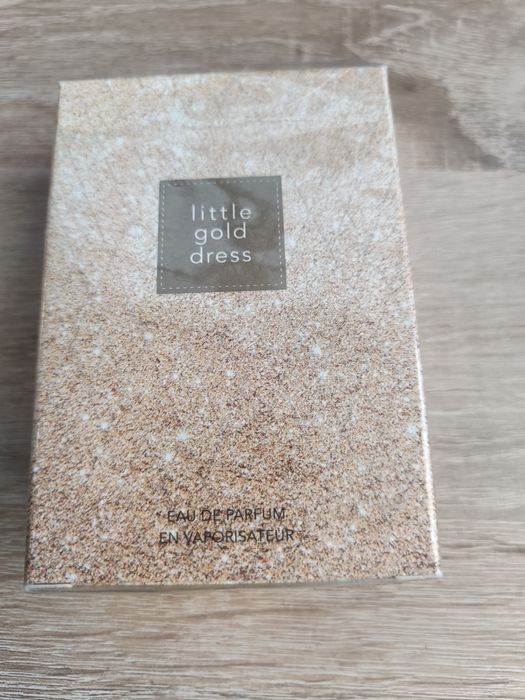 little
gold
dress
EAU DE PARFUM
EN VAPORISATEUR